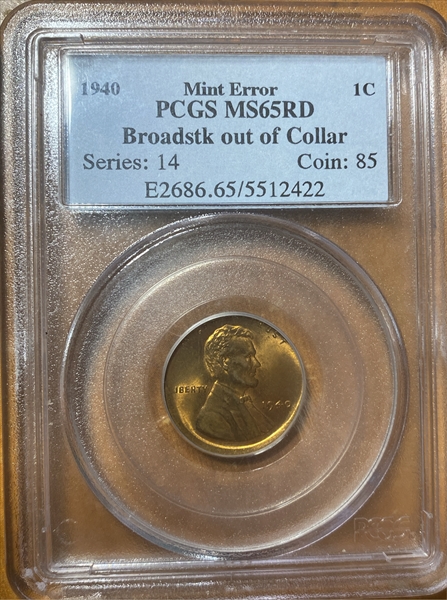 1940 Mint Error 1C
PCGS MS65RD
Broadstk out of Collar
Series: 14 Coin: 85
E2686.65/5512422
LIBERTY 1940
PCGS